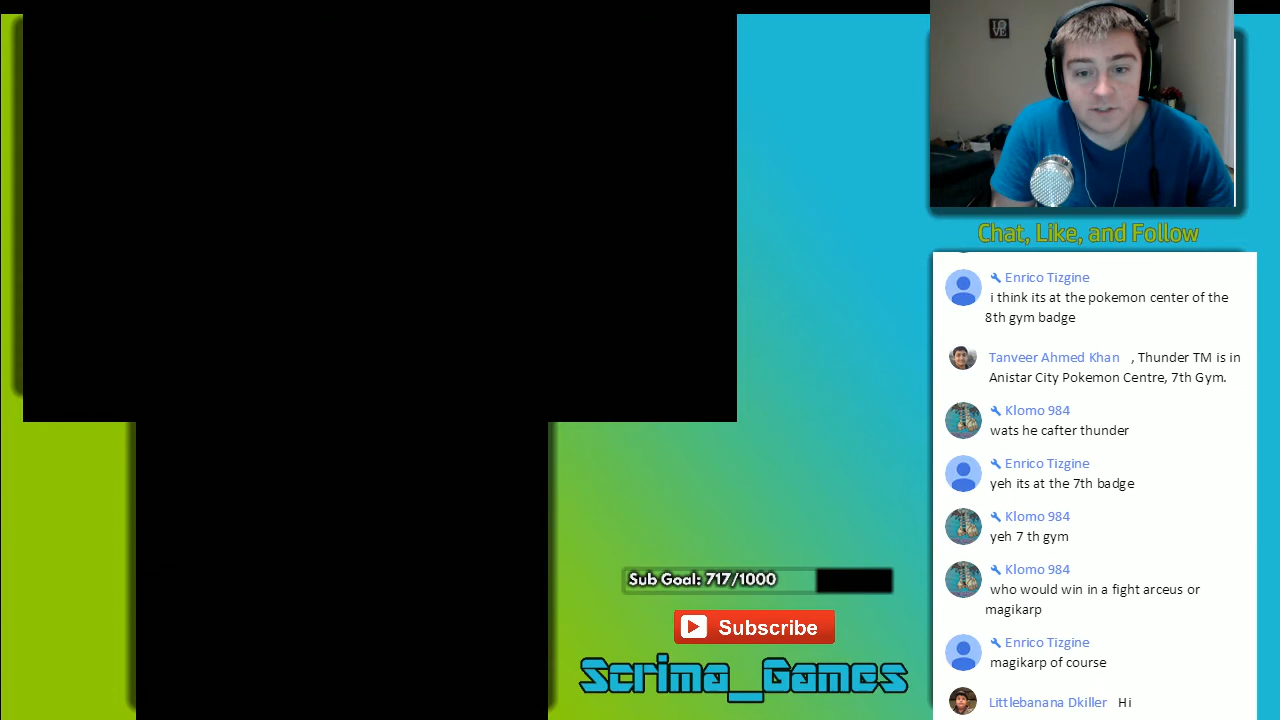 LOVE
Chat, Like, and Follow
Enrico Tizgine
i think its at the pokemon center of the
8th gym badge
Tanveer Ahmed Khan , Thunder TM is in
Anistar City Pokemon Centre, 7th Gym.
Klomo 984
wats he cafter thunder
Enrico Tizgine
yeh its at the 7th badge
Klomo 984
yeh 7 th gym
Klomo 984
who would win in a fight arceus or
magikarp
Enrico Tizgine
magikarp of course
Littlebanana Dkiller Hi
Sub Goal: 717/1000
Subscribe
Scrima_Games